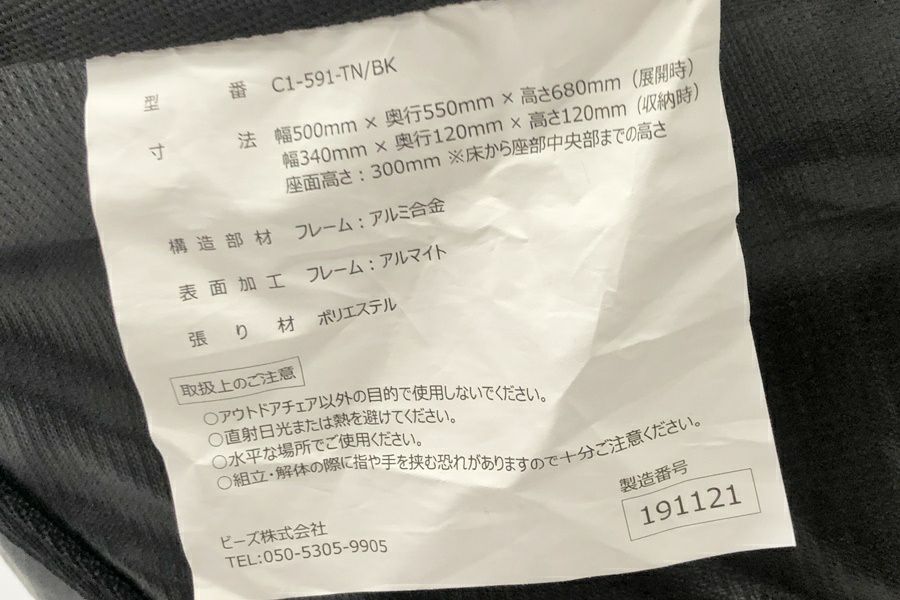 型番 C1-591-TN/BK
寸法 幅500mm × 奥行550mm × 高さ680mm（展開時）
幅340mm × 奥行120mm × 高さ120mm（収納時）
座面高さ：300mm ※床から座部中央部までの高さ
構造部材 フレーム：アルミ合金
表面加工 フレーム：アルマイト
張り材 ポリエステル
取扱上のご注意
○アウトドアチェア以外の目的で使用しないでください。
○直射日光または熱を避けてください。
○水平な場所でご使用ください。
○組立・解体の際に指や手を挟む恐れがありますので十分ご注意ください。
製造番号
191121
ビーズ株式会社
TEL:050-5305-9905